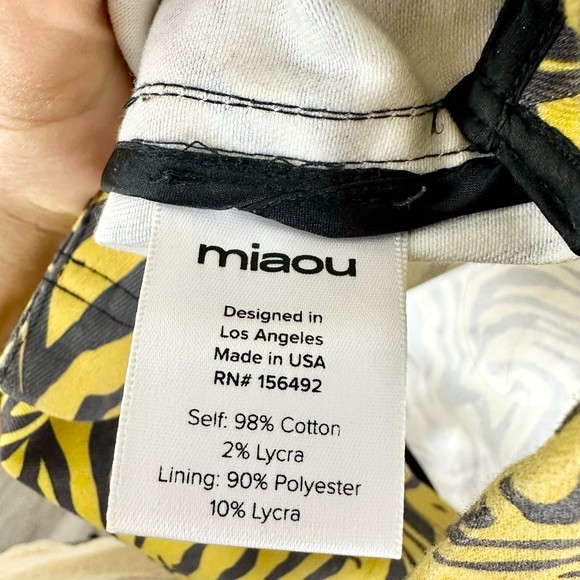 miaou
Designed in
Los Angeles
Made in USA
RN# 156492
Self: 98% Cotton
2% Lycra
Lining: 90% Polyester
10% Lycra